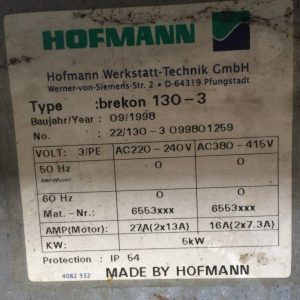 HOFMANN
Hofmann Werkstatt-Technik GmbH
Werner-von-Siemens-Str. 2 • D-64319 Pfungstadt
Type :brekon 130-3
Baujahr/Year : 09/1998
No. : 22/130-3 099801259
VOLT: 3/PE AC220-240V AC380-415V
50 Hz O O
60 Hz O O
Mat.-Nr.: 6553xxx 6553xxx
AMP(Motor): 27A(2x13A) 16A(2x7.3A)
KW: 5kW
Protection : IP 54
4082 532 MADE BY HOFMANN